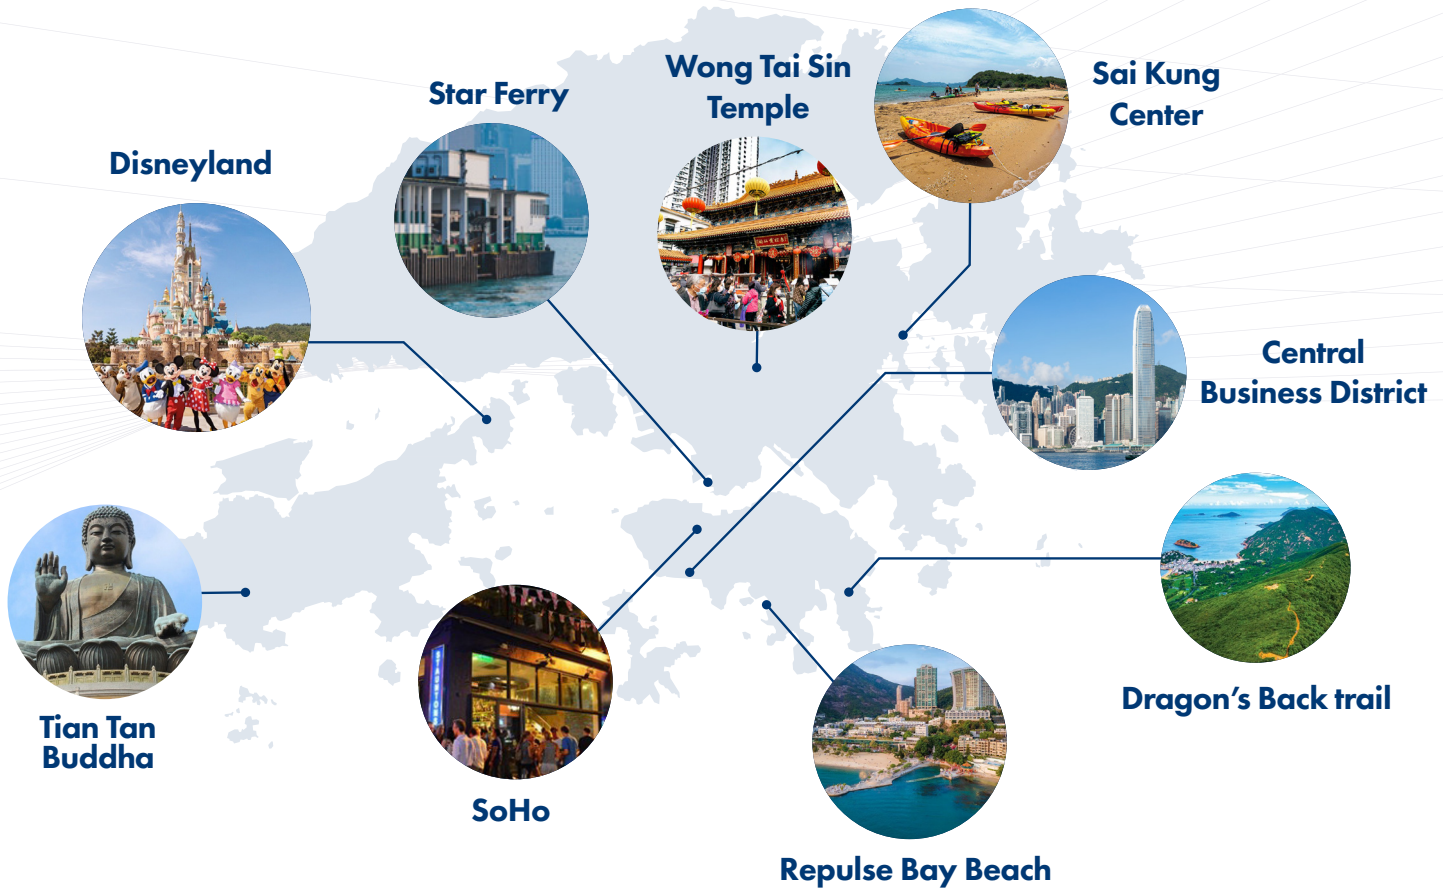 Star Ferry
Wong Tai Sin
Temple
Sai Kung
Center
Disneyland
Central
Business District
STAUNTONS
Dragon's Back trail
Tian Tan
Buddha
SoHo
Repulse Bay Beach